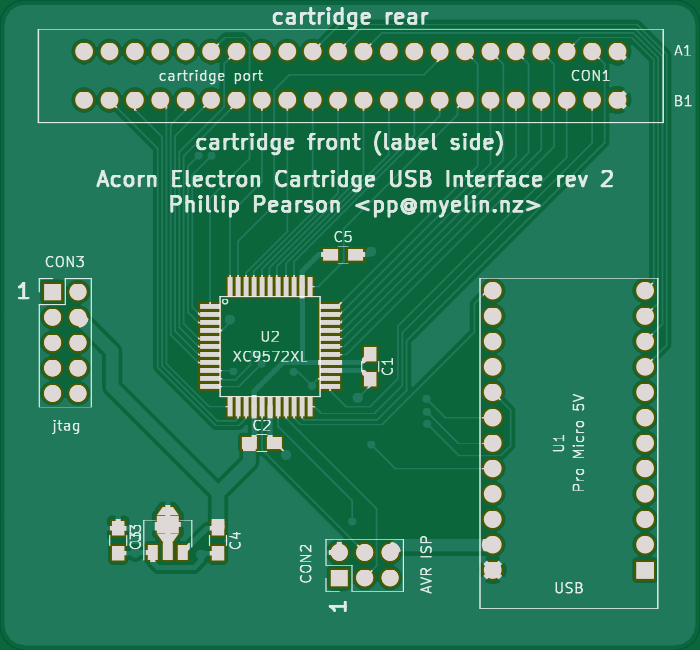 cartridge rear
A1
cartridge port
CON1
B1
cartridge front (label side)
Acorn Electron Cartridge USB Interface rev 2
Phillip Pearson <pp@myelin.nz>
C5
CON3
1
U2
XC9572XL
C1
jtag
C2
U1
Pro Micro 5V
C4
CON2
AVR ISP
USB
1